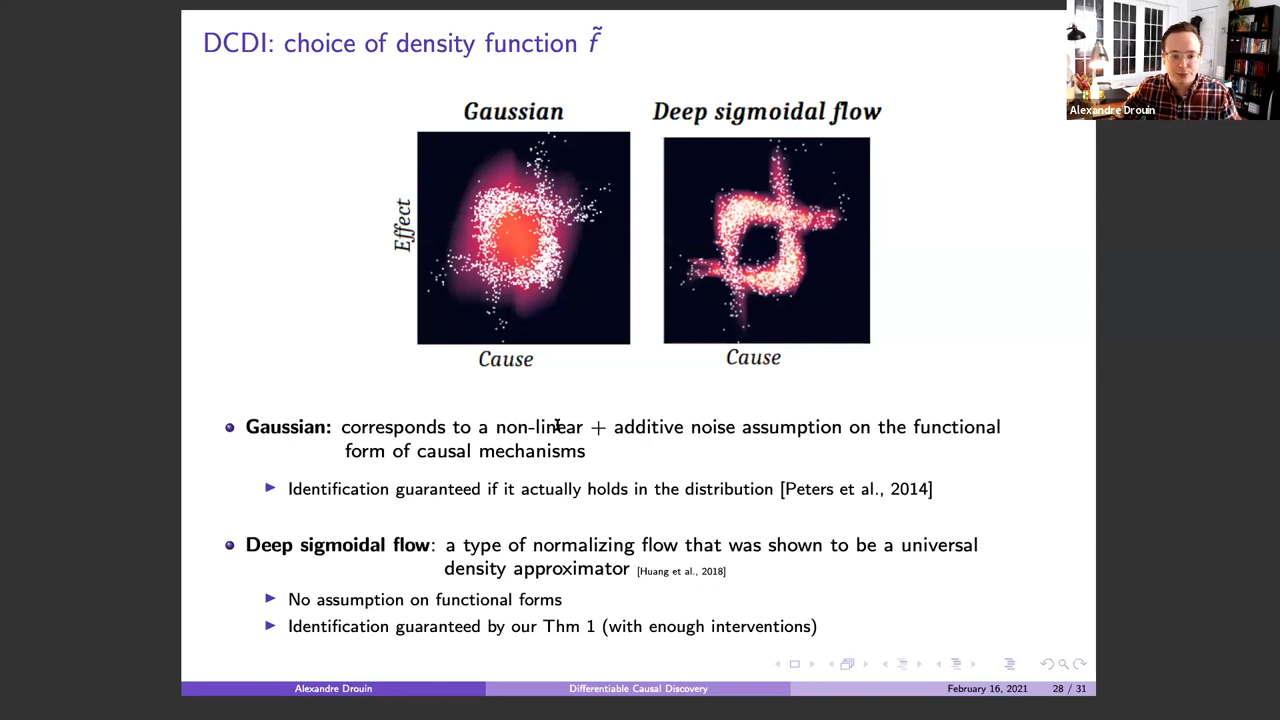 DCDI: choice of density function f̃
Alexandre Drouin
Gaussian
Deep sigmoidal flow
Effect
Cause
Cause
Gaussian: corresponds to a non-linear + additive noise assumption on the functional
form of causal mechanisms
Identification guaranteed if it actually holds in the distribution [Peters et al., 2014]
Deep sigmoidal flow: a type of normalizing flow that was shown to be a universal
density approximator [Huang et al., 2018]
No assumption on functional forms
Identification guaranteed by our Thm 1 (with enough interventions)
Alexandre Drouin
Differentiable Causal Discovery
February 16, 2021
28 / 31